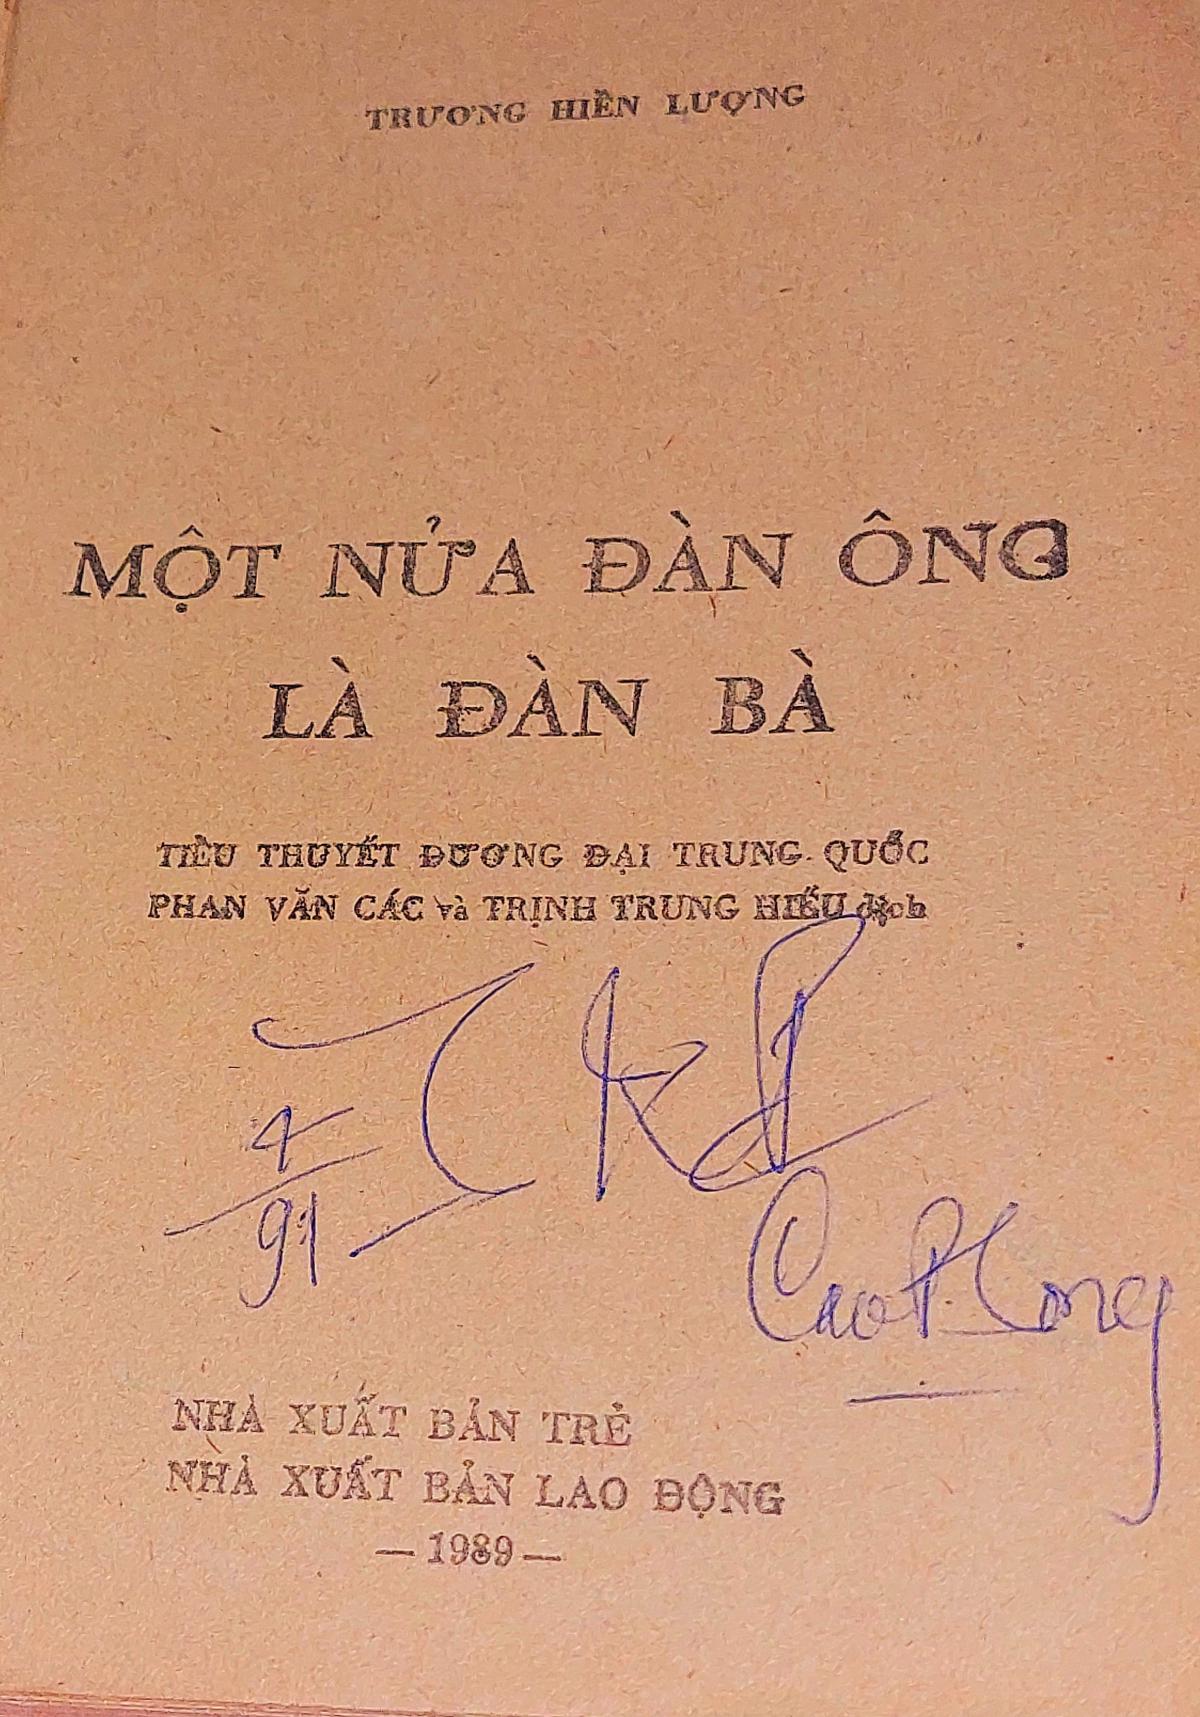 TRƯƠNG HIỀN LƯỢNG
MỘT NỬA ĐÀN ÔNG
LÀ ĐÀN BÀ
TIỂU THUYẾT ĐƯƠNG ĐẠI TRUNG QUỐC
PHAN VĂN CÁC và TRỊNH TRUNG HIỂU dịch
4
91
Cao Phong
NHÀ XUẤT BẢN TRẺ
NHÀ XUẤT BẢN LAO ĐỘNG
— 1989 —